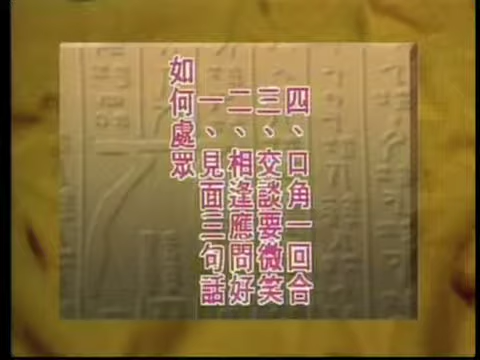 如何處眾
一、見面三句話
二、相逢應問好
三、交談要微笑
四、口角一回合